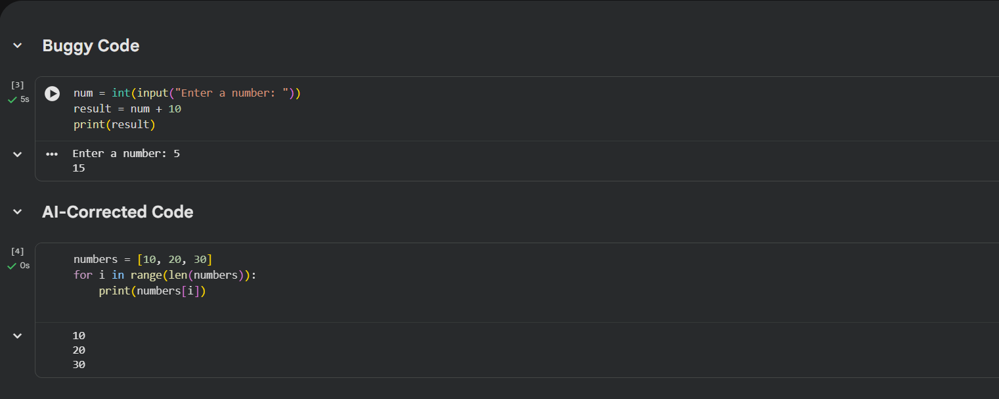 Buggy Code
[3]
5s
num = int(input("Enter a number: "))
result = num + 10
print(result)
Enter a number: 5
15
AI-Corrected Code
[4]
0s
numbers = [10, 20, 30]
for i in range(len(numbers)):
    print(numbers[i])
10
20
30